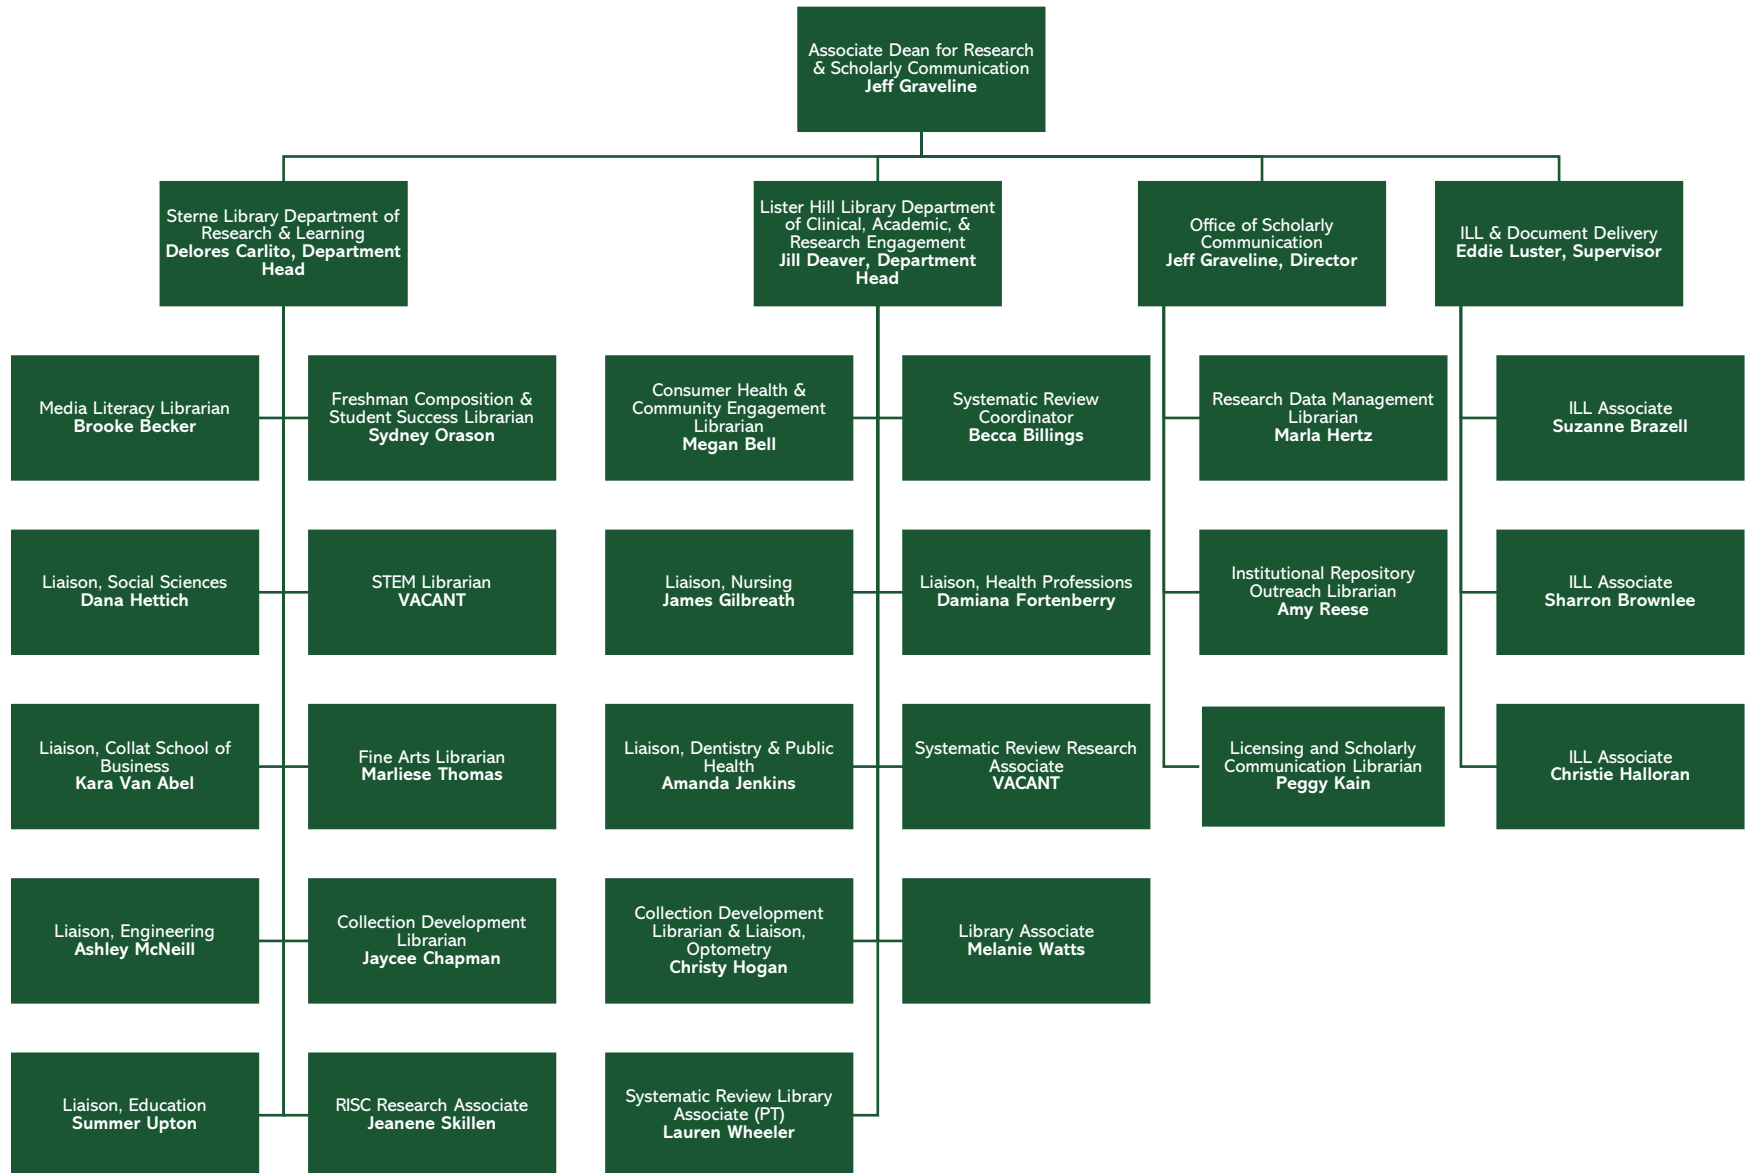 Associate Dean for Research
& Scholarly Communication
Jeff Graveline
Sterne Library Department of
Research & Learning
Delores Carlito, Department
Head
Lister Hill Library Department
of Clinical, Academic, &
Research Engagement
Jill Deaver, Department
Head
Office of Scholarly
Communication
Jeff Graveline, Director
ILL & Document Delivery
Eddie Luster, Supervisor
Media Literacy Librarian
Brooke Becker
Freshman Composition &
Student Success Librarian
Sydney Orason
Consumer Health &
Community Engagement
Librarian
Megan Bell
Systematic Review
Coordinator
Becca Billings
Research Data Management
Librarian
Marla Hertz
ILL Associate
Suzanne Brazell
Liaison, Social Sciences
Dana Hettich
STEM Librarian
VACANT
Liaison, Nursing
James Gilbreath
Liaison, Health Professions
Damiana Fortenberry
Institutional Repository
Outreach Librarian
Amy Reese
ILL Associate
Sharron Brownlee
Liaison, Collat School of
Business
Kara Van Abel
Fine Arts Librarian
Marliese Thomas
Liaison, Dentistry & Public
Health
Amanda Jenkins
Systematic Review Research
Associate
VACANT
Licensing and Scholarly
Communication Librarian
Peggy Kain
ILL Associate
Christie Halloran
Liaison, Engineering
Ashley McNeill
Collection Development
Librarian
Jaycee Chapman
Collection Development
Librarian & Liaison,
Optometry
Christy Hogan
Library Associate
Melanie Watts
Liaison, Education
Summer Upton
RISC Research Associate
Jeanene Skillen
Systematic Review Library
Associate (PT)
Lauren Wheeler